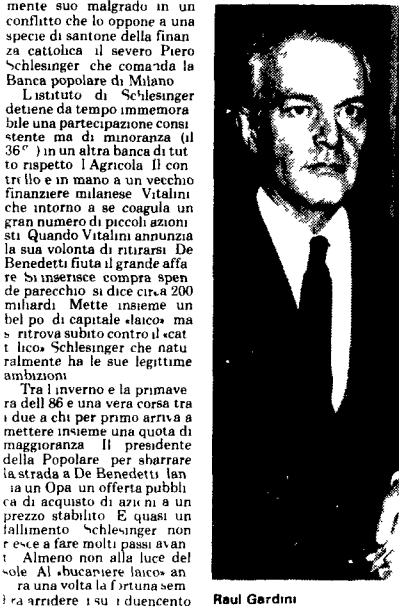 mente suo malgrado in un
conflitto che lo oppone a una
specie di santone della finan
za cattolica il severo Piero
Schlesinger che comanda la
Banca popolare di Milano
L istituto di Schlesinger
detiene da tempo immemora
bile una partecipazione consi
stente ma di minoranza (il
36% ) in un altra banca di tut
to rispetto l Agricola Il con
trollo e in mano a un vecchio
finanziere milanese Vitalini
che intorno a se coagula un
gran numero di piccoli azioni
sti Quando Vitalini annunzia
la sua volonta di ritirarsi De
Benedetti fiuta il grande affa
re Si inserisce compra spen
de parecchio si dice circa 200
miliardi Mette insieme un
bel po di capitale «laico» ma
s ritrova subito contro il «cat
t lico» Schlesinger che natu
ralmente ha le sue legittime
ambizioni
Tra l inverno e la primave
ra dell 86 e una vera corsa tra
i due a chi per primo arriva a
mettere insieme una quota di
maggioranza Il presidente
della Popolare per sbarrare
la strada a De Benedetti lan
ia un Opa un offerta pubbli
ca di acquisto di azioni a un
prezzo stabilito E quasi un
fallimento Schlesinger non
r esce a fare molti passi avan
t Almeno non alla luce del
sole Al «bucaniere laico» an
ra una volta la fortuna sem
ra arridere i su i duecento
Raul Gardini